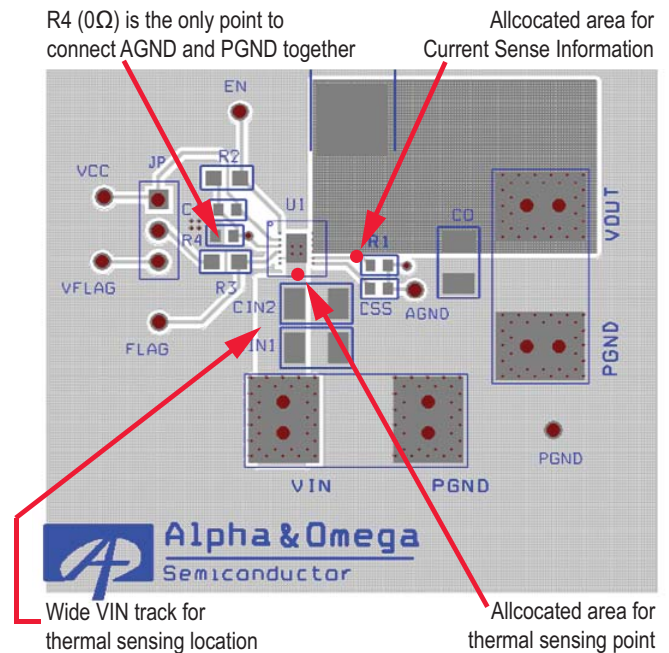 R4 (0Ω) is the only point to
connect AGND and PGND together
Allcocated area for
Current Sense Information
EN
JP
R2
VCC
C
U1
R4
R1
CO
VOUT
VFLAG
R3
CIN2
CSS
AGND
FLAG
IN1
PGND
PGND
VIN
PGND
Alpha & Omega
Semiconductor
Wide VIN track for
thermal sensing location
Allcocated area for
thermal sensing point